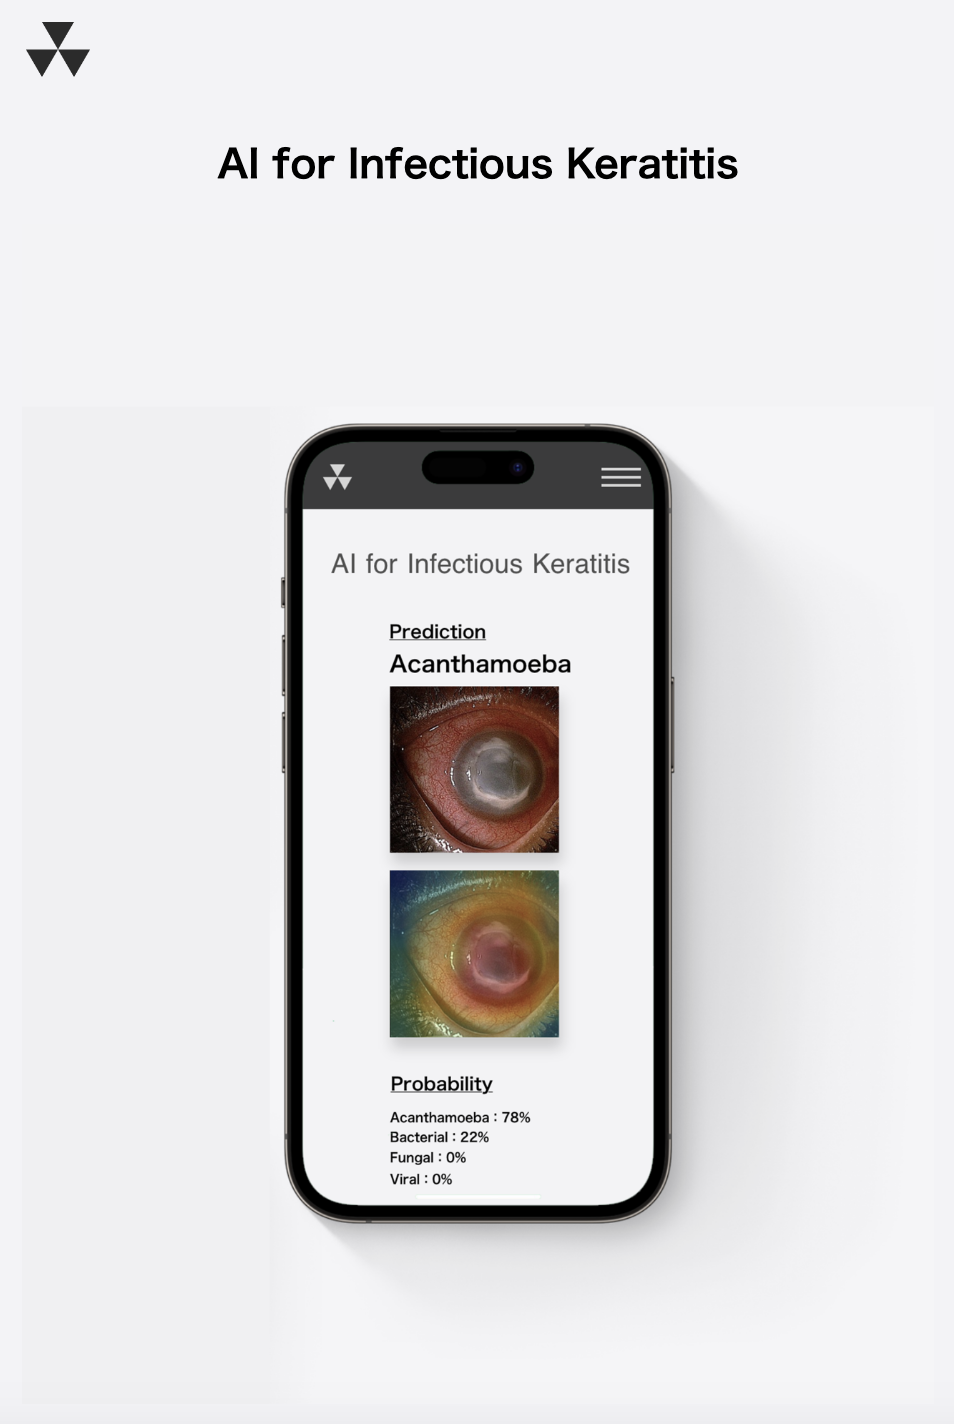 AI for Infectious Keratitis
AI for Infectious Keratitis
Prediction
Acanthamoeba
Probability
Acanthamoeba : 78%
Bacterial : 22%
Fungal : 0%
Viral : 0%